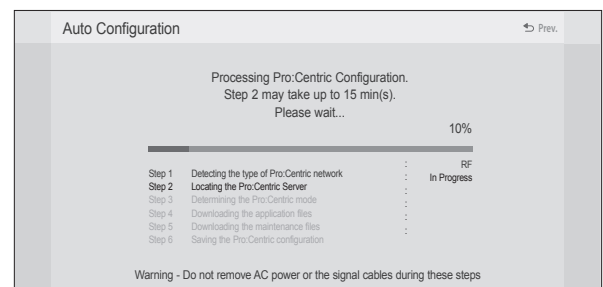 Auto Configuration
Prev.
Processing Pro:Centric Configuration.
Step 2 may take up to 15 min(s).
Please wait...
10%
Step 1 Detecting the type of Pro:Centric network : RF
Step 2 Locating the Pro:Centric Server : In Progress
Step 3 Determining the Pro:Centric mode :
Step 4 Downloading the application files :
Step 5 Downloading the maintenance files :
Step 6 Saving the Pro:Centric configuration
Warning - Do not remove AC power or the signal cables during these steps